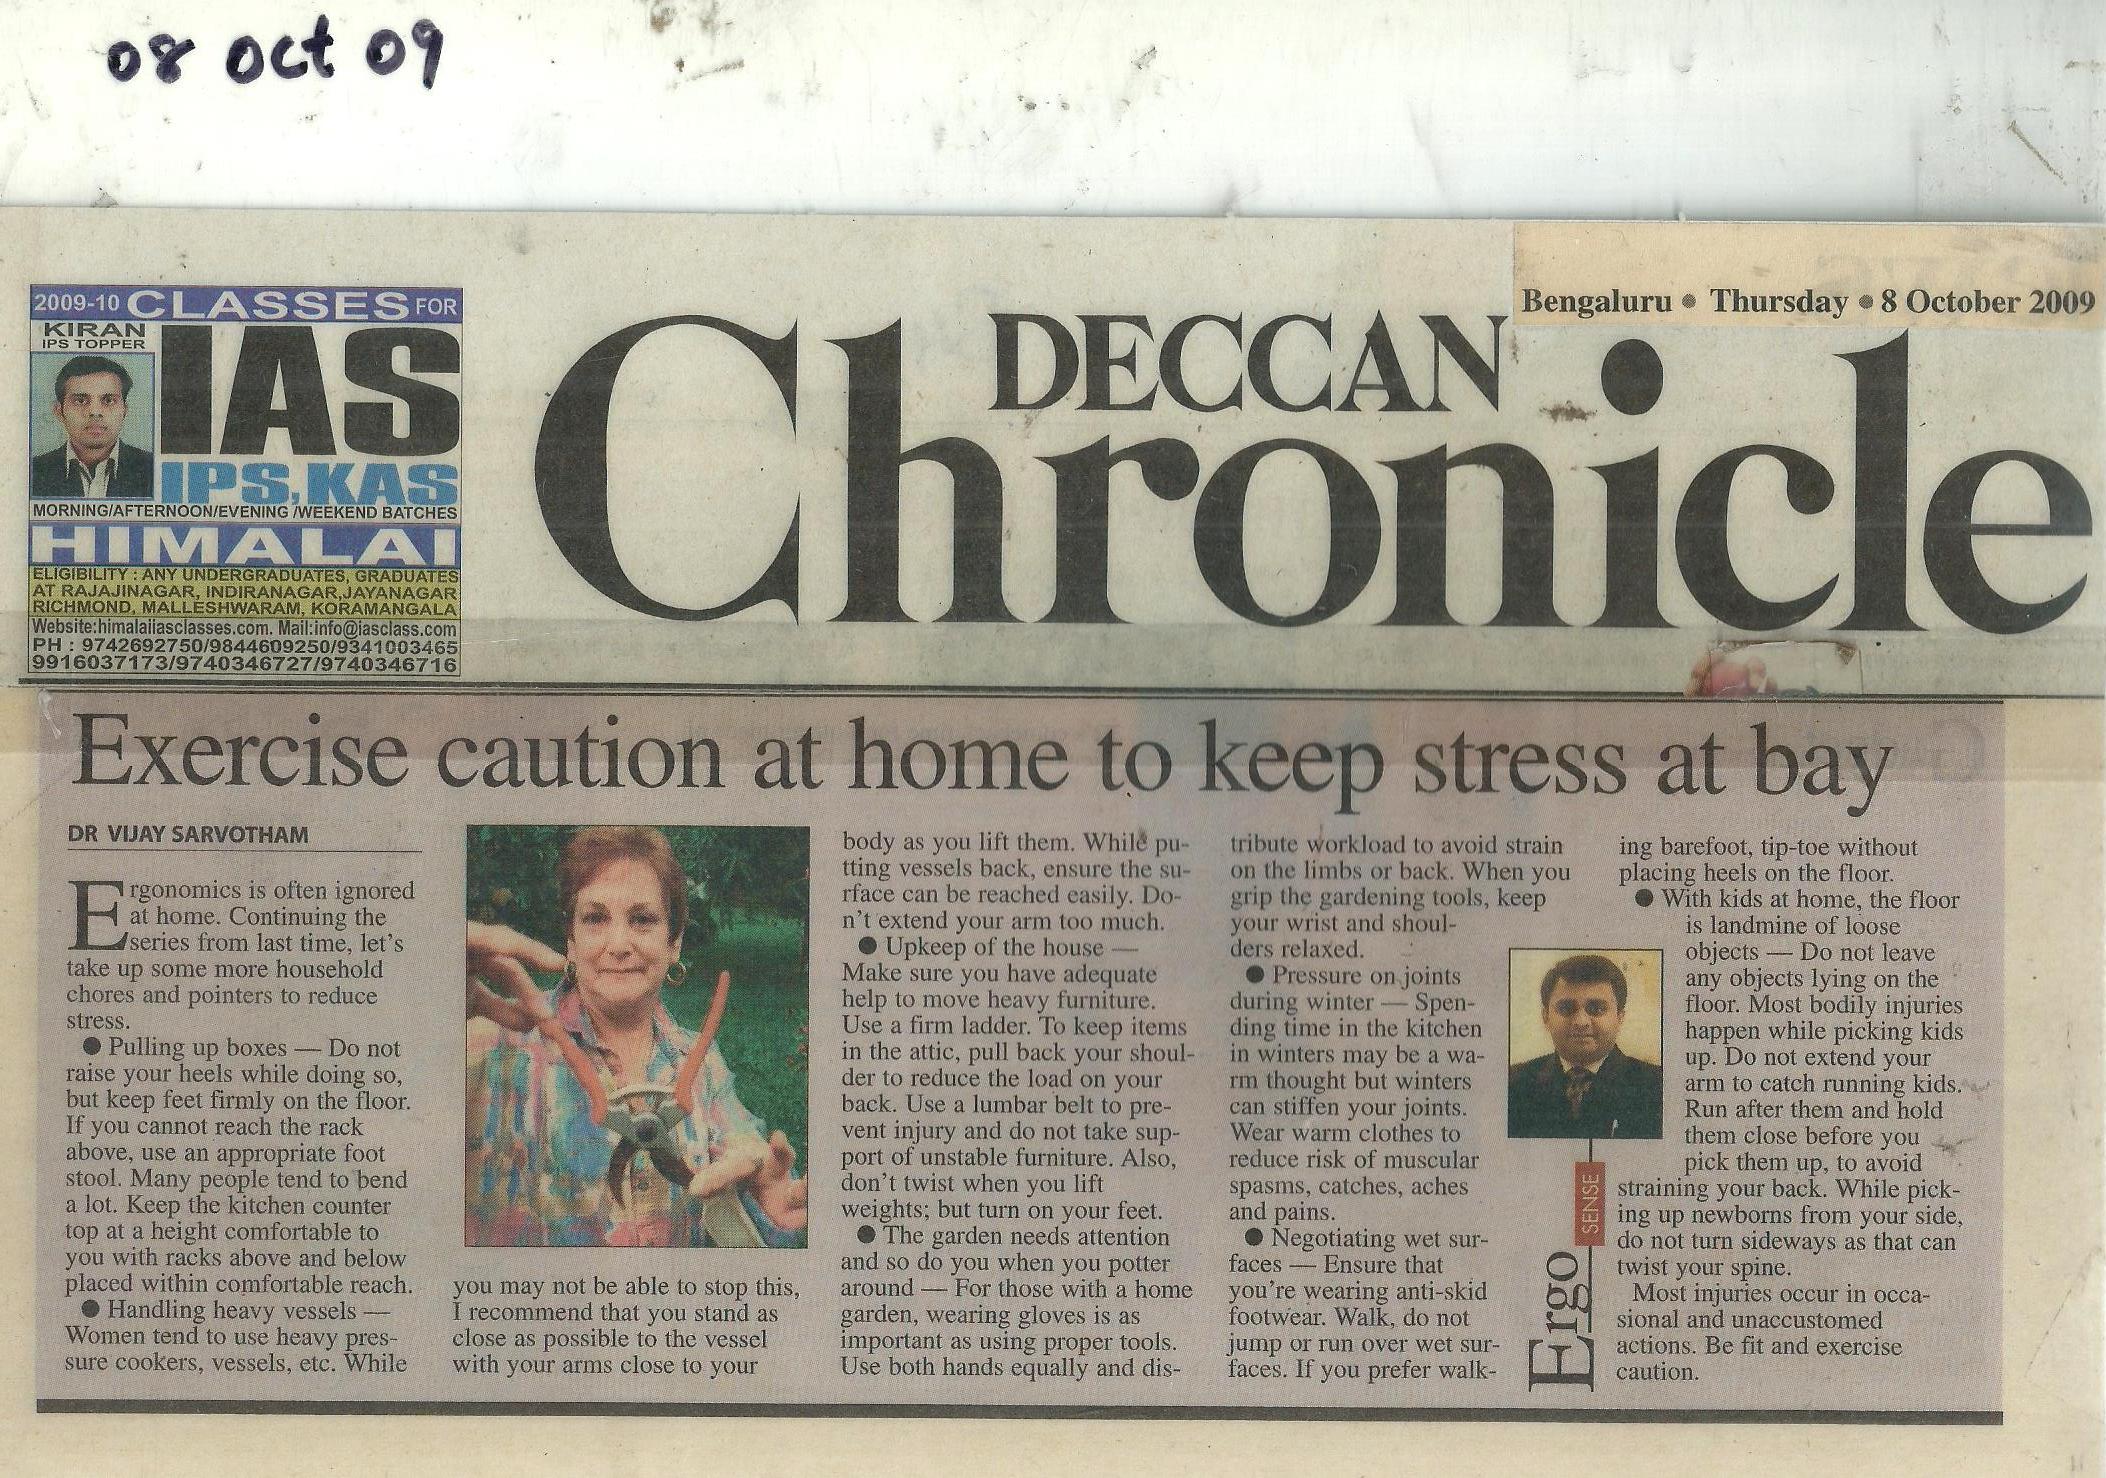 08 Oct 09
2009-10 CLASSES FOR
KIRAN
IPS TOPPER
IAS
IPS, KAS
MORNING/AFTERNOON/EVENING /WEEKEND BATCHES
HIMALAI
ELIGIBILITY : ANY UNDERGRADUATES, GRADUATES
AT RAJAJINAGAR, INDIRANAGAR,JAYANAGAR
RICHMOND, MALLESHWARAM, KORAMANGALA
Website:himalaiiasclasses.com. Mail:info@iasclass.com
PH : 9742692750/9844609250/9341003465
9916037173/9740346727/9740346716
Bengaluru • Thursday • 8 October 2009
DECCAN
Chronicle
Exercise caution at home to keep stress at bay
DR VIJAY SARVOTHAM
Ergonomics is often ignored
at home. Continuing the
series from last time, let's
take up some more household
chores and pointers to reduce
stress.
● Pulling up boxes — Do not
raise your heels while doing so,
but keep feet firmly on the floor.
If you cannot reach the rack
above, use an appropriate foot
stool. Many people tend to bend
a lot. Keep the kitchen counter
top at a height comfortable to
you with racks above and below
placed within comfortable reach.
● Handling heavy vessels —
Women tend to use heavy pres-
sure cookers, vessels, etc. While
you may not be able to stop this,
I recommend that you stand as
close as possible to the vessel
with your arms close to your
body as you lift them. While pu-
tting vessels back, ensure the su-
rface can be reached easily. Do-
n't extend your arm too much.
● Upkeep of the house —
Make sure you have adequate
help to move heavy furniture.
Use a firm ladder. To keep items
in the attic, pull back your shoul-
der to reduce the load on your
back. Use a lumbar belt to pre-
vent injury and do not take sup-
port of unstable furniture. Also,
don't twist when you lift
weights; but turn on your feet.
● The garden needs attention
and so do you when you potter
around — For those with a home
garden, wearing gloves is as
important as using proper tools.
Use both hands equally and dis-
tribute workload to avoid strain
on the limbs or back. When you
grip the gardening tools, keep
your wrist and shoul-
ders relaxed.
● Pressure on joints
during winter — Spen-
ding time in the kitchen
in winters may be a wa-
rm thought but winters
can stiffen your joints.
Wear warm clothes to
reduce risk of muscular
spasms, catches, aches
and pains.
● Negotiating wet sur-
faces — Ensure that
you're wearing anti-skid
footwear. Walk, do not
jump or run over wet sur-
faces. If you prefer walk-
ing barefoot, tip-toe without
placing heels on the floor.
● With kids at home, the floor
is landmine of loose
objects — Do not leave
any objects lying on the
floor. Most bodily injuries
happen while picking kids
up. Do not extend your
arm to catch running kids.
Run after them and hold
them close before you
pick them up, to avoid
straining your back. While pick-
ing up newborns from your side,
do not turn sideways as that can
twist your spine.
Most injuries occur in occa-
sional and unaccustomed
actions. Be fit and exercise
caution.
Ergo
SENSE